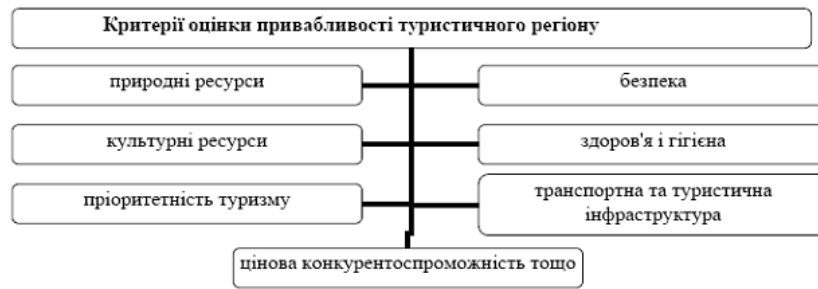 Критерії оцінки привабливості туристичного регіону
природні ресурси
безпека
культурні ресурси
здоров'я і гігієна
пріоритетність туризму
транспортна та туристична
інфраструктура
цінова конкурентоспроможність тощо